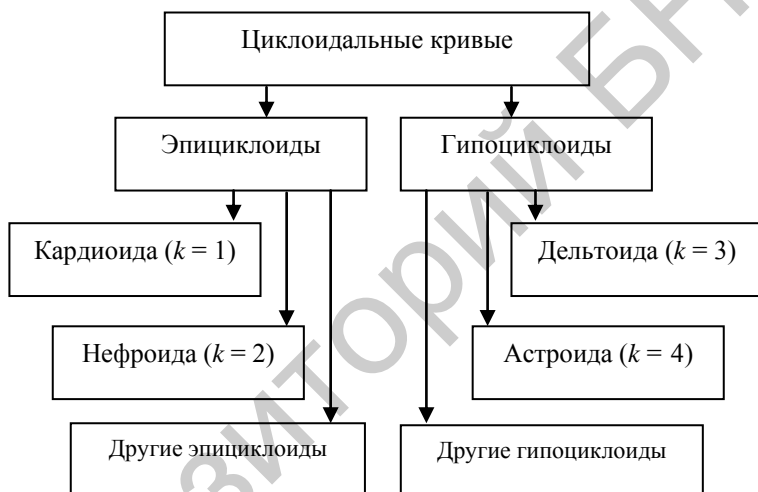 Циклоидальные кривые
Эпициклоиды
Гипоциклоиды
Кардиоида (k = 1)
Дельтоида (k = 3)
Нефроида (k = 2)
Астроида (k = 4)
Другие эпициклоиды
Другие гипоциклоиды